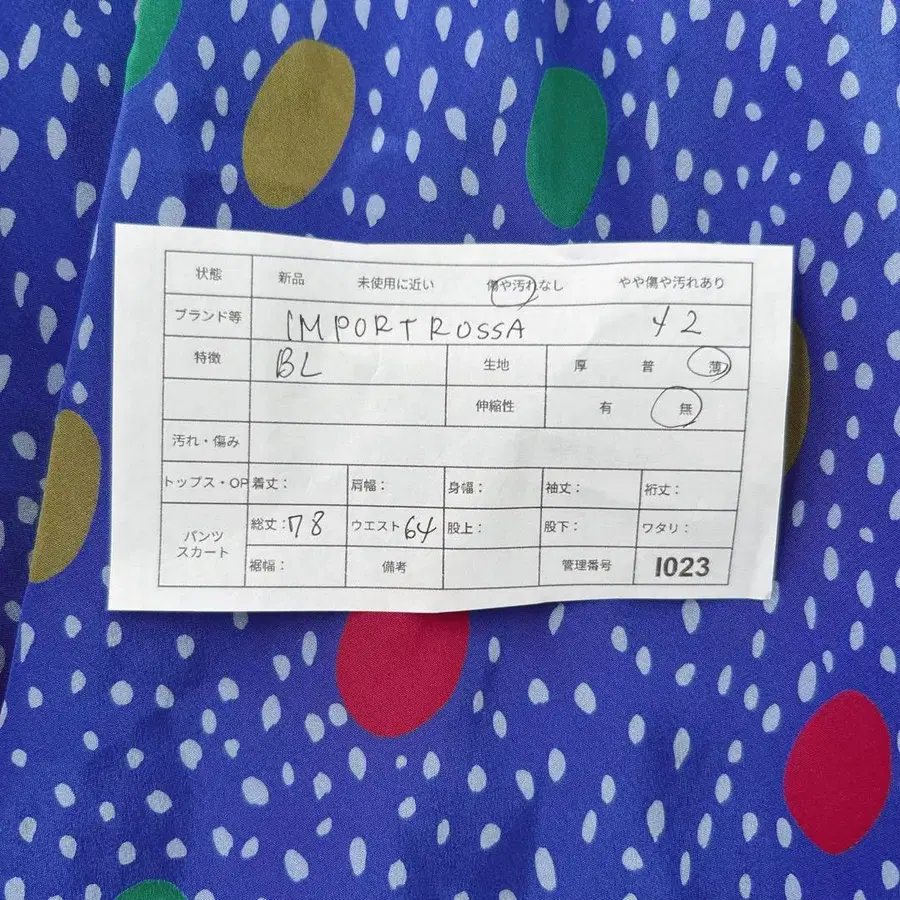 状態 新品 未使用に近い 傷や汚れなし やや傷や汚れあり
ブランド等 IMPORT ROSSA 42
特徴 BL 生地 厚 普 薄
伸縮性 有 無
汚れ・傷み
トップス・OP 着丈： 肩幅： 身幅： 袖丈： 裄丈：
パンツ スカート 総丈：78 ウエスト 64 股上： 股下： ワタリ：
裾幅： 備考 管理番号 I023